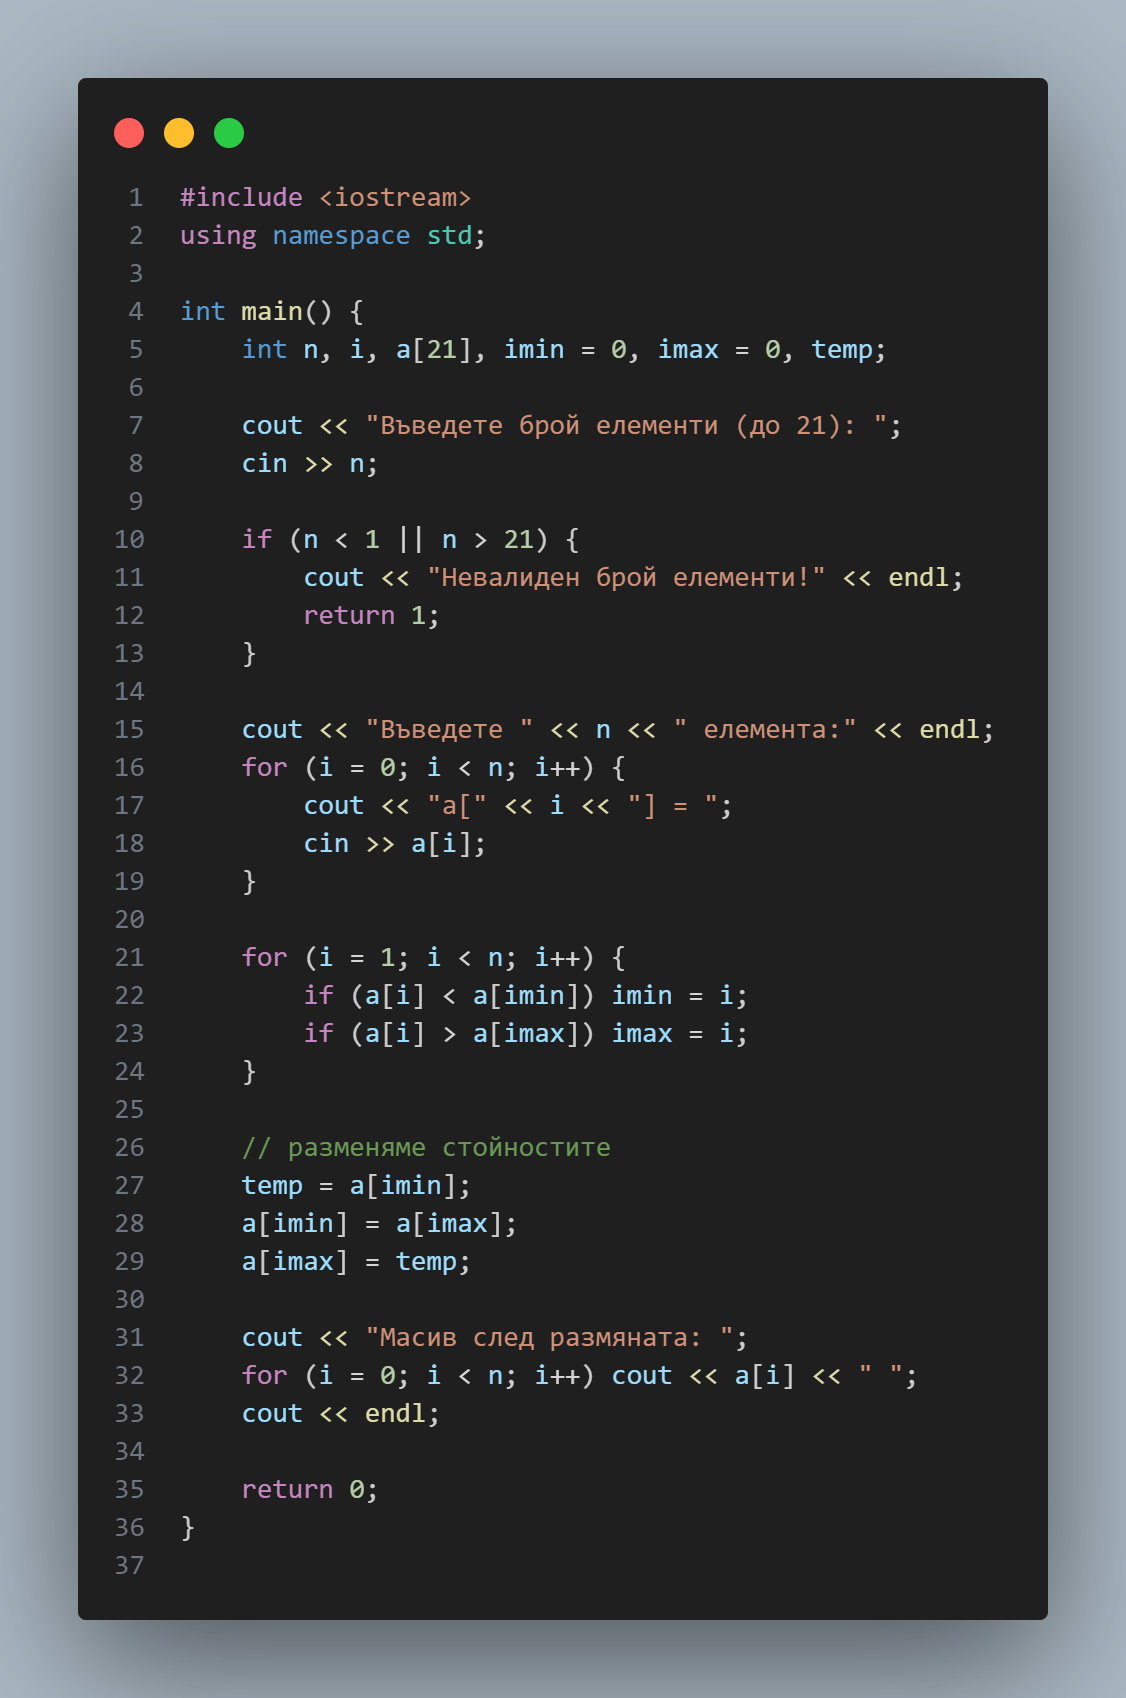 1 #include <iostream>
2 using namespace std;
3
4 int main() {
5     int n, i, a[21], imin = 0, imax = 0, temp;
6
7     cout << "Въведете брой елементи (до 21): ";
8     cin >> n;
9
10     if (n < 1 || n > 21) {
11         cout << "Невалиден брой елементи!" << endl;
12         return 1;
13     }
14
15     cout << "Въведете " << n << " елемента:" << endl;
16     for (i = 0; i < n; i++) {
17         cout << "a[" << i << "] = ";
18         cin >> a[i];
19     }
20
21     for (i = 1; i < n; i++) {
22         if (a[i] < a[imin]) imin = i;
23         if (a[i] > a[imax]) imax = i;
24     }
25
26     // разменяме стойностите
27     temp = a[imin];
28     a[imin] = a[imax];
29     a[imax] = temp;
30
31     cout << "Масив след размяната: ";
32     for (i = 0; i < n; i++) cout << a[i] << " ";
33     cout << endl;
34
35     return 0;
36 }
37